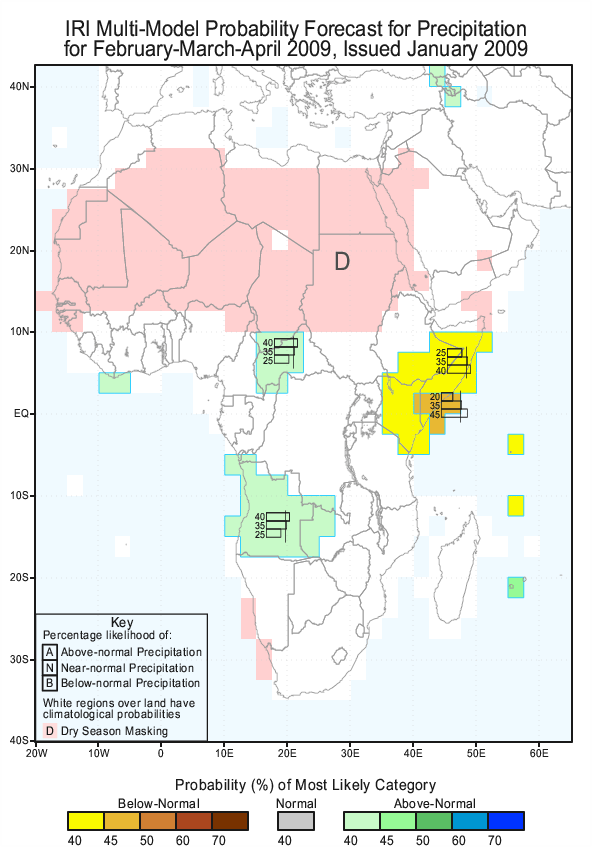 IRI Multi-Model Probability Forecast for Precipitation
for February-March-April 2009, Issued January 2009
40N
30N
20N
D
10N
40
35
25
25
35
40
20
35
45
EQ
10S
40
35
25
20S
30S
40S
Key
Percentage likelihood of:
A Above-normal Precipitation
N Near-normal Precipitation
B Below-normal Precipitation
White regions over land have
climatological probabilities
D Dry Season Masking
20W 10W 0 10E 20E 30E 40E 50E 60E
Probability (%) of Most Likely Category
Below-Normal Normal Above-Normal
40 45 50 60 70 40 40 45 50 60 70